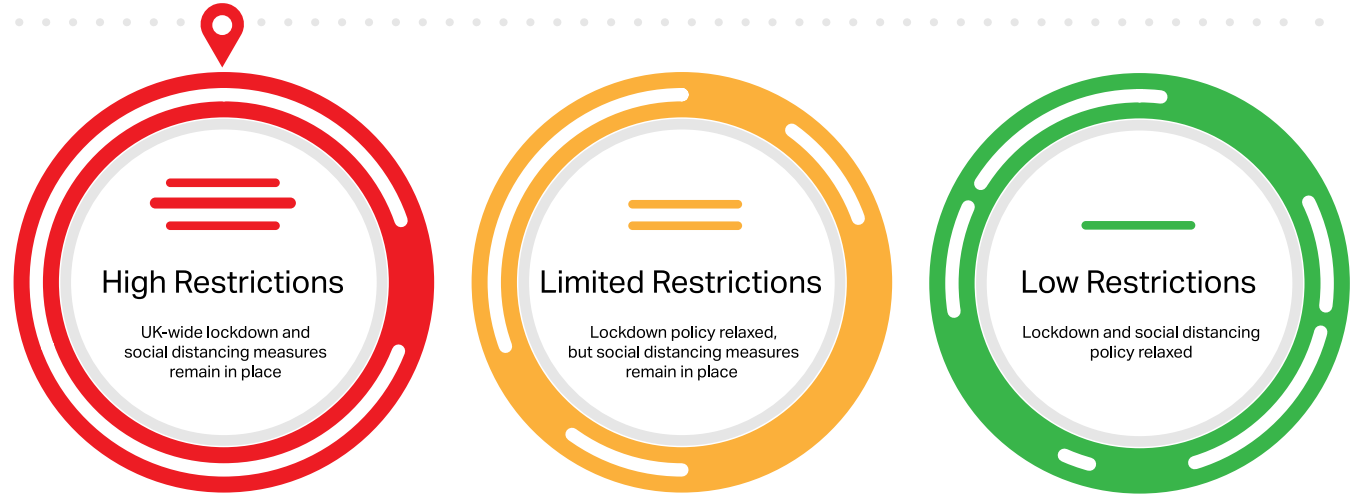 High Restrictions
UK-wide lockdown and
social distancing measures
remain in place
Limited Restrictions
Lockdown policy relaxed,
but social distancing measures
remain in place
Low Restrictions
Lockdown and social distancing
policy relaxed